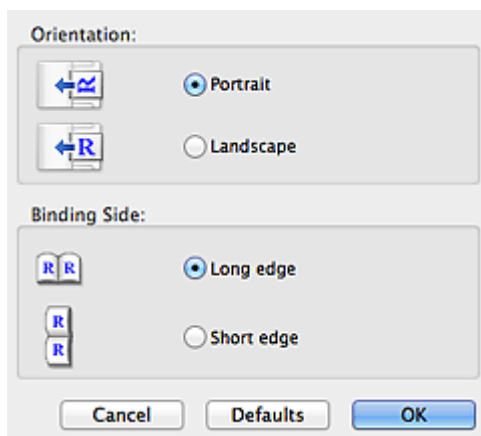 Orientation:
R
Portrait
R
Landscape
Binding Side:
R R
Long edge
R
R
Short edge
Cancel Defaults OK